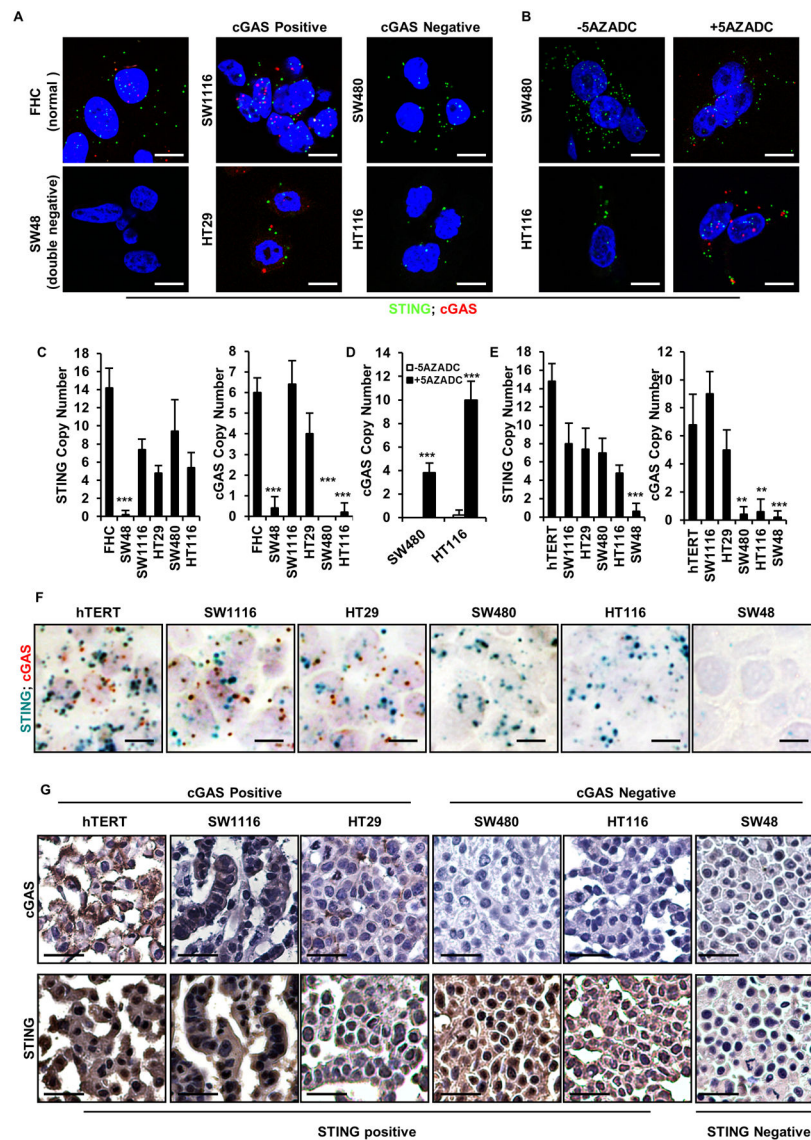 A
cGAS Positive
cGAS Negative
B
-5AZADC
+5AZADC
FHC
(normal )
SW1116
SW480
SW480
SW48
(double negative)
HT29
HT116
HT116
STING; cGAS
C
STING Copy Number
18
16
14
12
10
8
6
4
2
0
***
FHC
SW48
SW1116
HT29
SW480
HT116
cGAS Copy Number
8
7
6
5
4
3
2
1
0
***
***
***
FHC
SW48
SW1116
HT29
SW480
HT116
D
cGAS Copy Number
14
12
10
8
6
4
2
0
-5AZADC
+5AZADC
***
***
SW480
HT116
E
STING Copy Number
18
16
14
12
10
8
6
4
2
0
***
hTERT
SW1116
HT29
SW480
HT116
SW48
cGAS Copy Number
12
10
8
6
4
2
0
**
**
***
hTERT
SW1116
HT29
SW480
HT116
SW48
F
hTERT
SW1116
HT29
SW480
HT116
SW48
STING; cGAS
G
cGAS Positive
cGAS Negative
hTERT
SW1116
HT29
SW480
HT116
SW48
cGAS
STING
STING positive
STING Negative